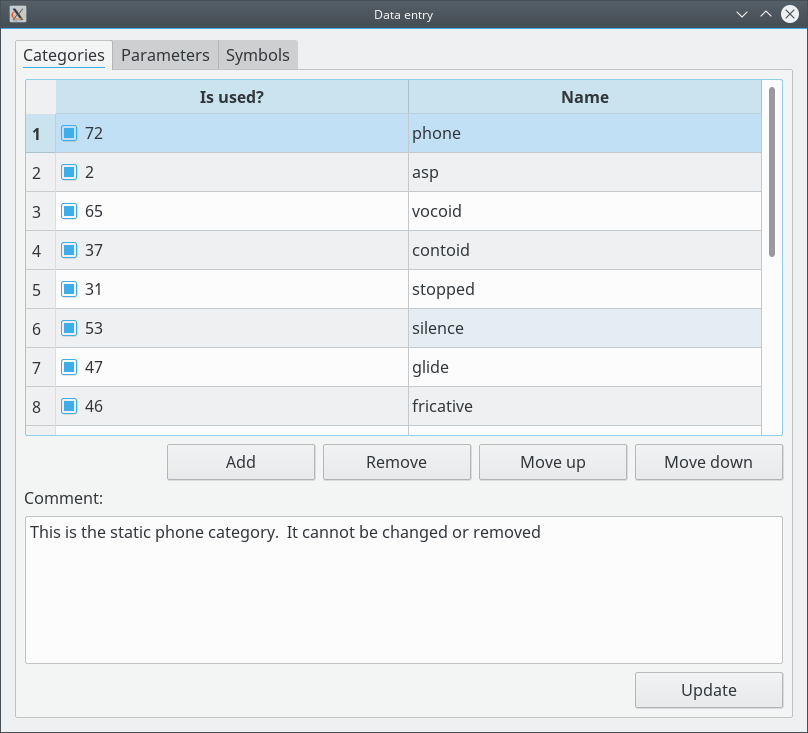 Data entry
Categories Parameters Symbols
Is used? Name
1 72 phone
2 2 asp
3 65 vocoid
4 37 contoid
5 31 stopped
6 53 silence
7 47 glide
8 46 fricative
Add Remove Move up Move down
Comment:
This is the static phone category.  It cannot be changed or removed
Update